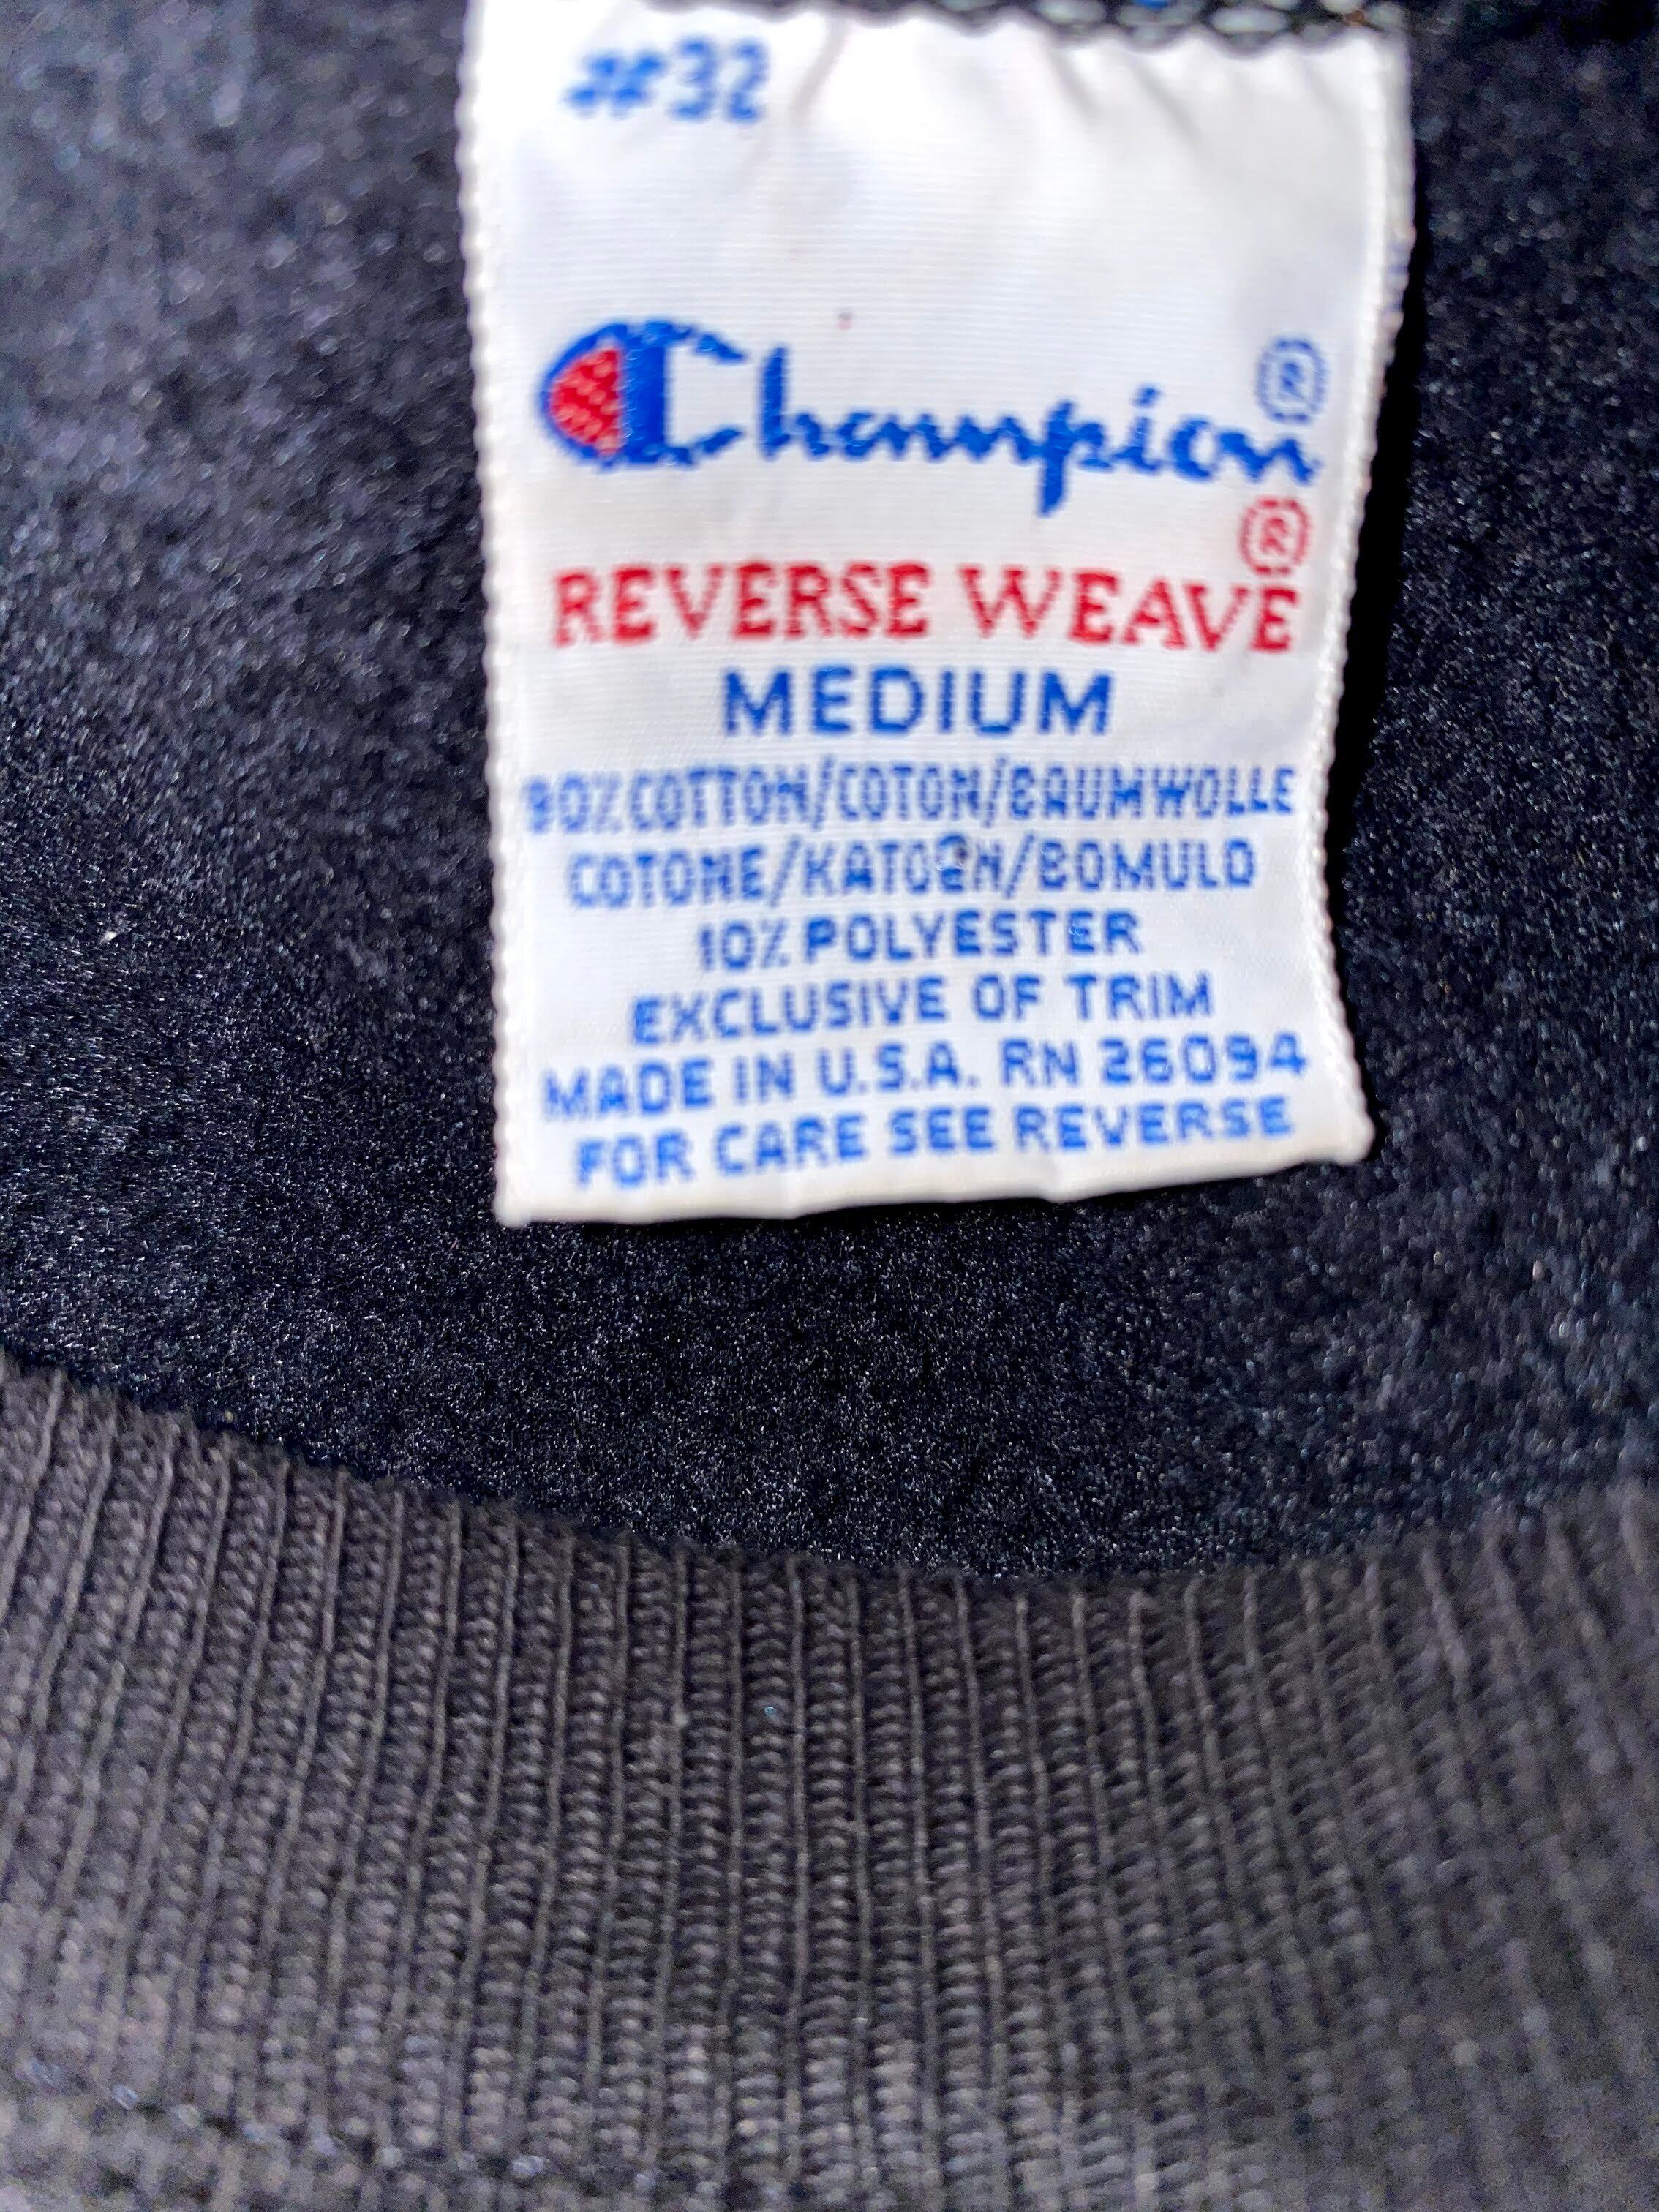 #32
Champion®
REVERSE WEAVE®
MEDIUM
90% COTTON/COTON/BAUMWOLLE
COTONE/KATOEN/BOMULD
10% POLYESTER
EXCLUSIVE OF TRIM
MADE IN U.S.A. RN 26094
FOR CARE SEE REVERSE